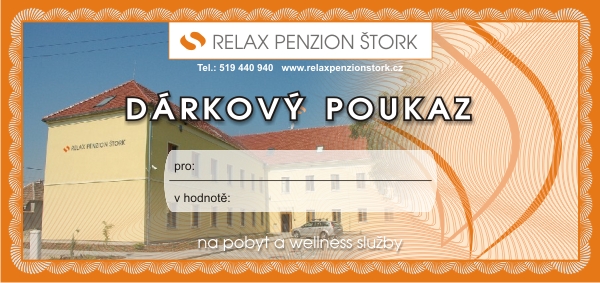 RELAX PENZION ŠTORK
Tel.: 519 440 940 www.relaxpenzionstork.cz
DÁRKOVÝ POUKAZ
RELAX PENZION ŠTORK
pro:
v hodnotě:
na pobyt a wellness služby